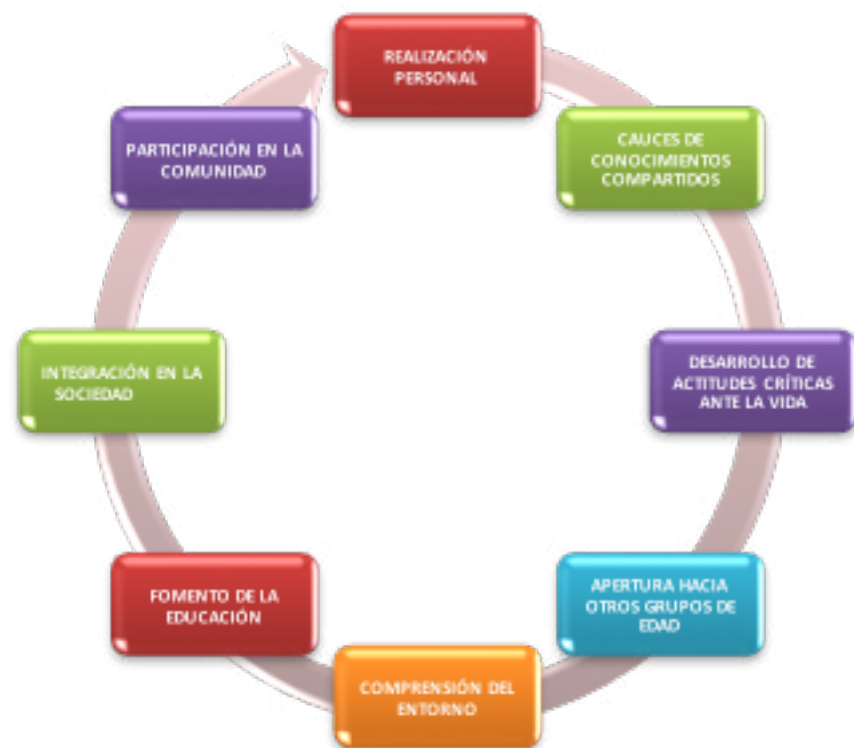 REALIZACIÓN
PERSONAL
CAUCES DE
CONOCIMIENTOS
COMPARTIDOS
DESARROLLO DE
ACTITUDES CRÍTICAS
ANTE LA VIDA
APERTURA HACIA
OTROS GRUPOS DE
EDAD
COMPRENSIÓN DEL
ENTORNO
FOMENTO DE LA
EDUCACIÓN
INTEGRACIÓN EN LA
SOCIEDAD
PARTICIPACIÓN EN LA
COMUNIDAD